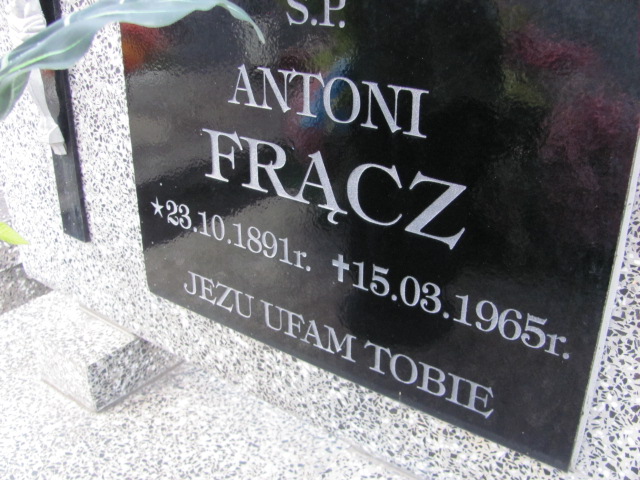 Ś.P.
ANTONI
FRĄCZ
★23.10.1891r. ✝15.03.1965r.
JEZU UFAM TOBIE